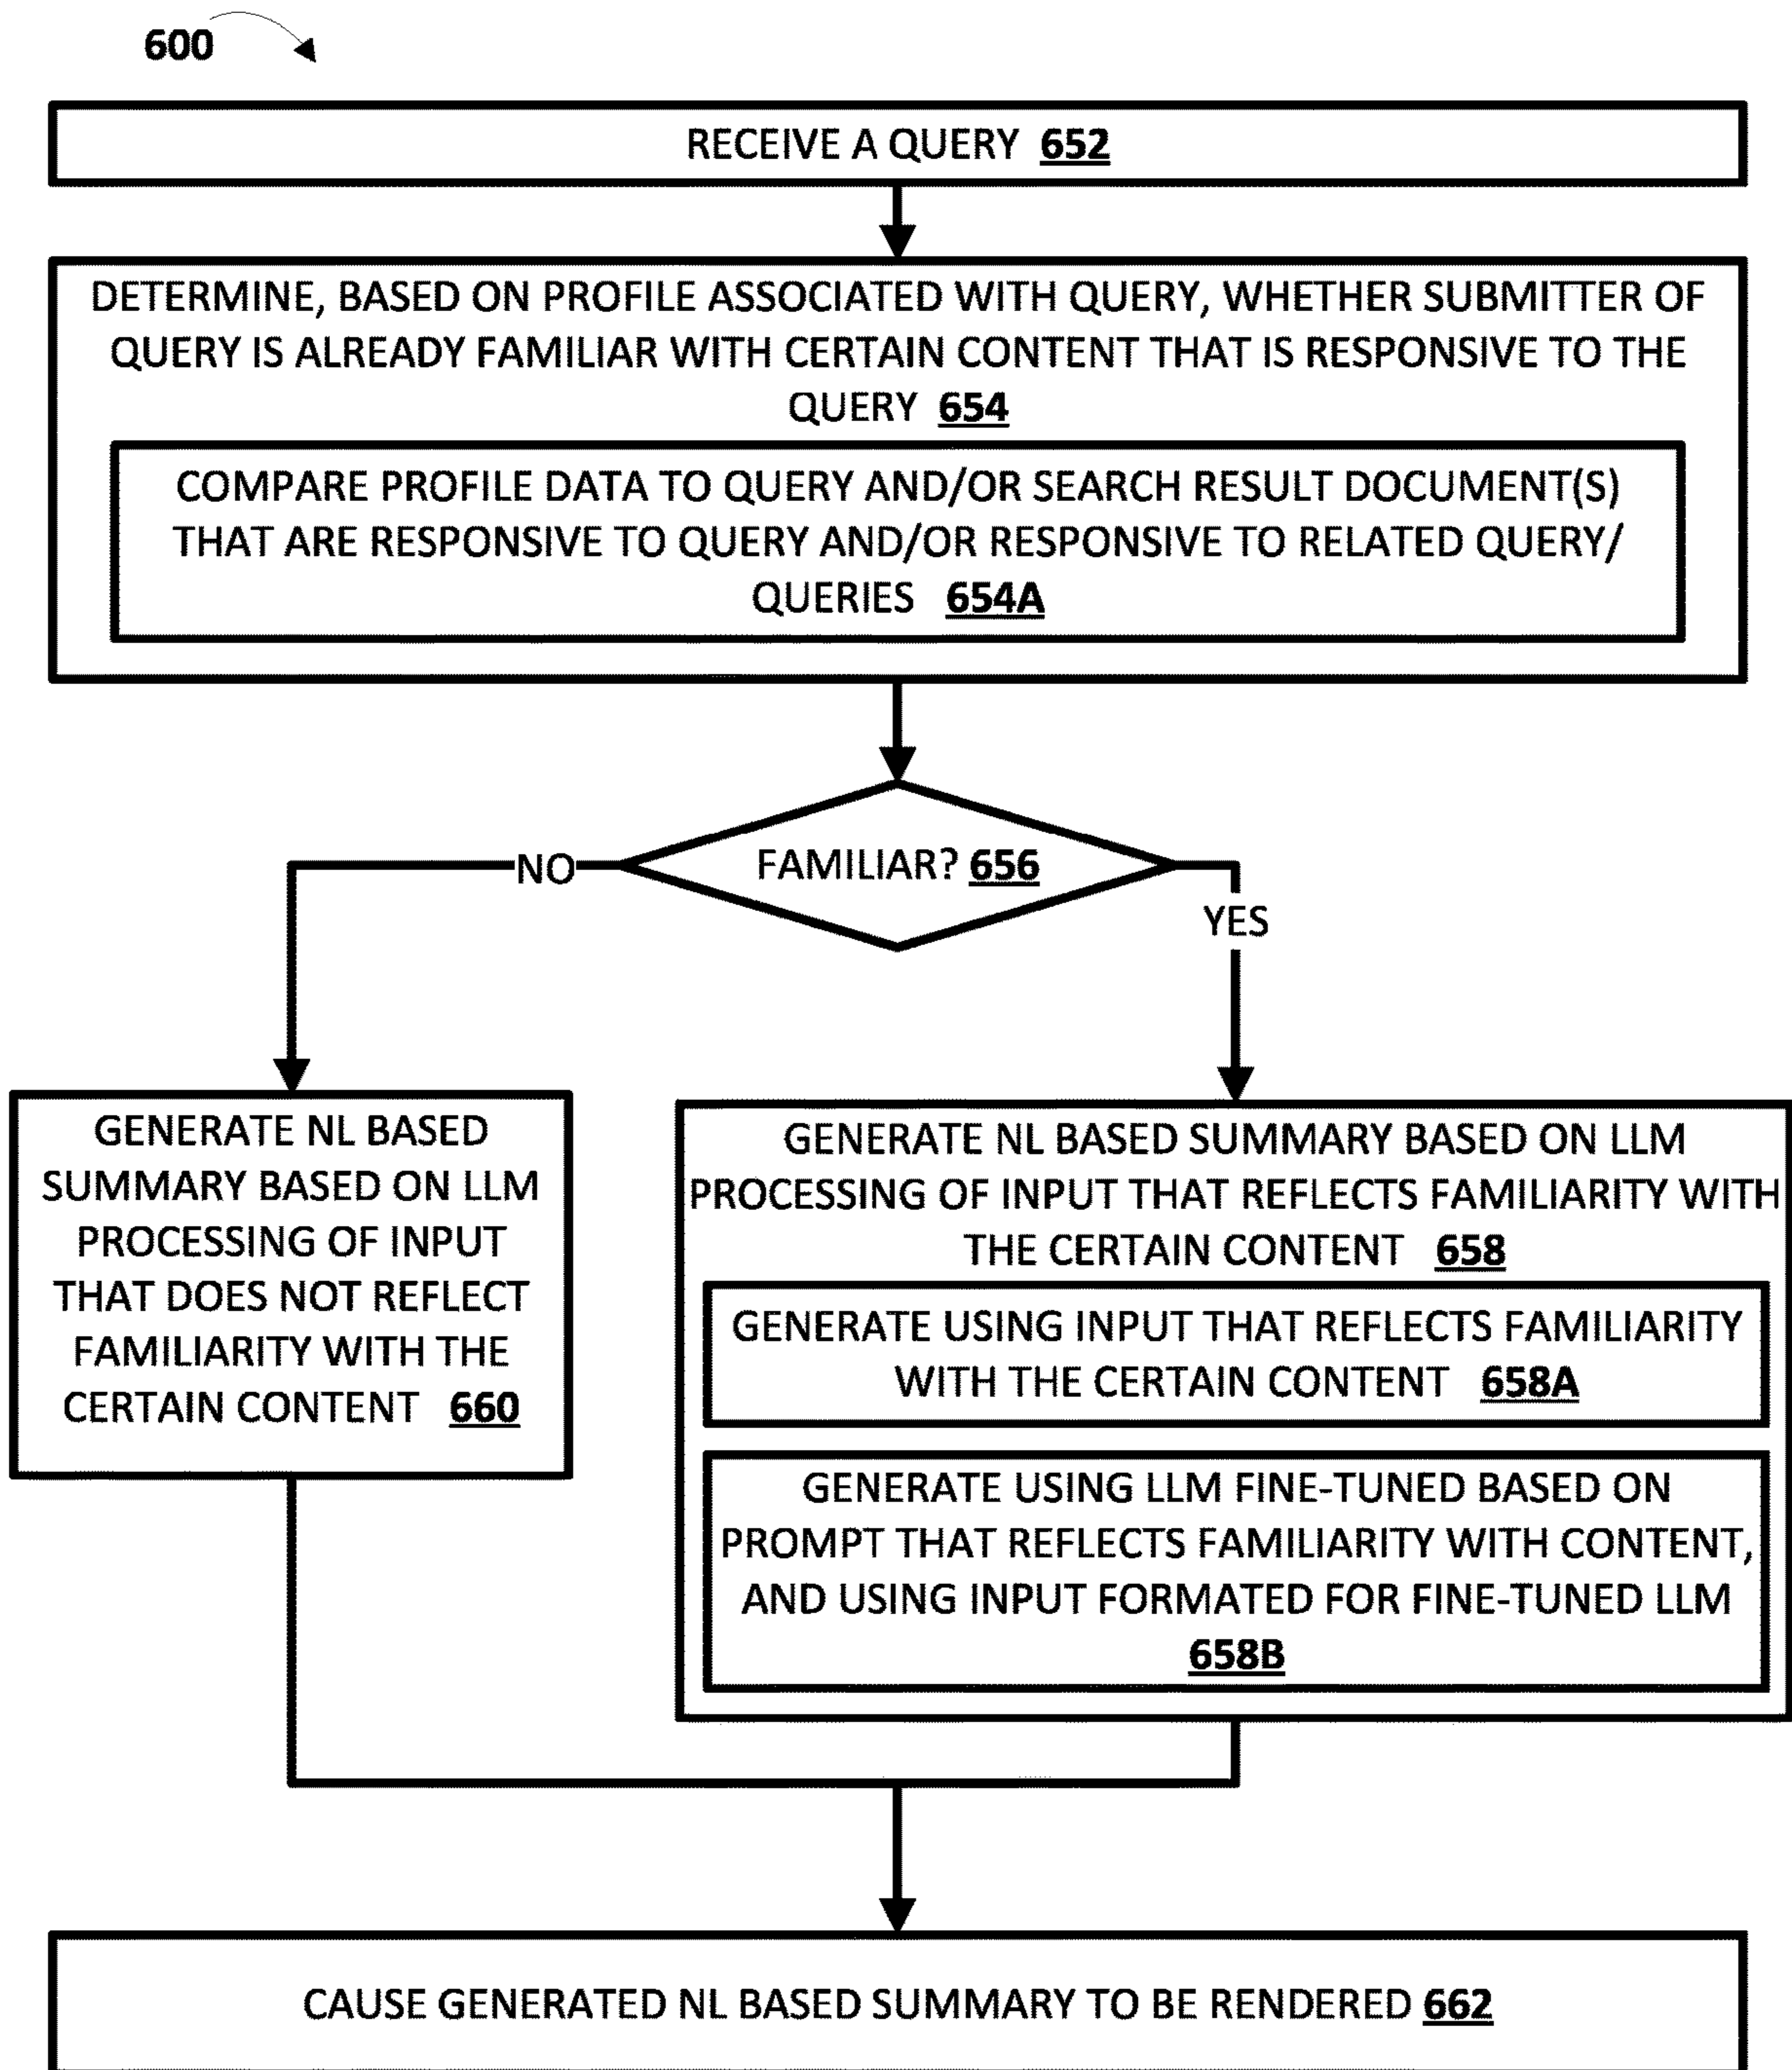 600
RECEIVE A QUERY 652
DETERMINE, BASED ON PROFILE ASSOCIATED WITH QUERY, WHETHER SUBMITTER OF
QUERY IS ALREADY FAMILIAR WITH CERTAIN CONTENT THAT IS RESPONSIVE TO THE
QUERY 654
COMPARE PROFILE DATA TO QUERY AND/OR SEARCH RESULT DOCUMENT(S)
THAT ARE RESPONSIVE TO QUERY AND/OR RESPONSIVE TO RELATED QUERY/
QUERIES 654A
FAMILIAR? 656
NO
YES
GENERATE NL BASED
SUMMARY BASED ON LLM
PROCESSING OF INPUT
THAT DOES NOT REFLECT
FAMILIARITY WITH THE
CERTAIN CONTENT 660
GENERATE NL BASED SUMMARY BASED ON LLM
PROCESSING OF INPUT THAT REFLECTS FAMILIARITY WITH
THE CERTAIN CONTENT 658
GENERATE USING INPUT THAT REFLECTS FAMILIARITY
WITH THE CERTAIN CONTENT 658A
GENERATE USING LLM FINE-TUNED BASED ON
PROMPT THAT REFLECTS FAMILIARITY WITH CONTENT,
AND USING INPUT FORMATED FOR FINE-TUNED LLM
658B
CAUSE GENERATED NL BASED SUMMARY TO BE RENDERED 662